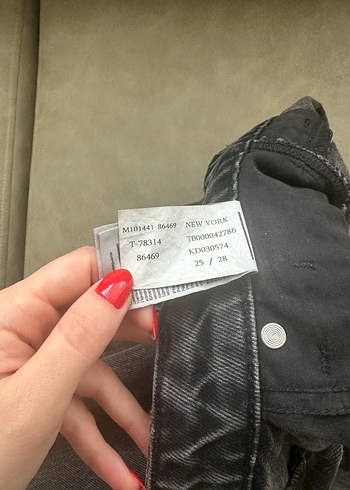 M101441 86469 NEW YORK
T-78314 T0000042786
86469 KD030574
25 / 28